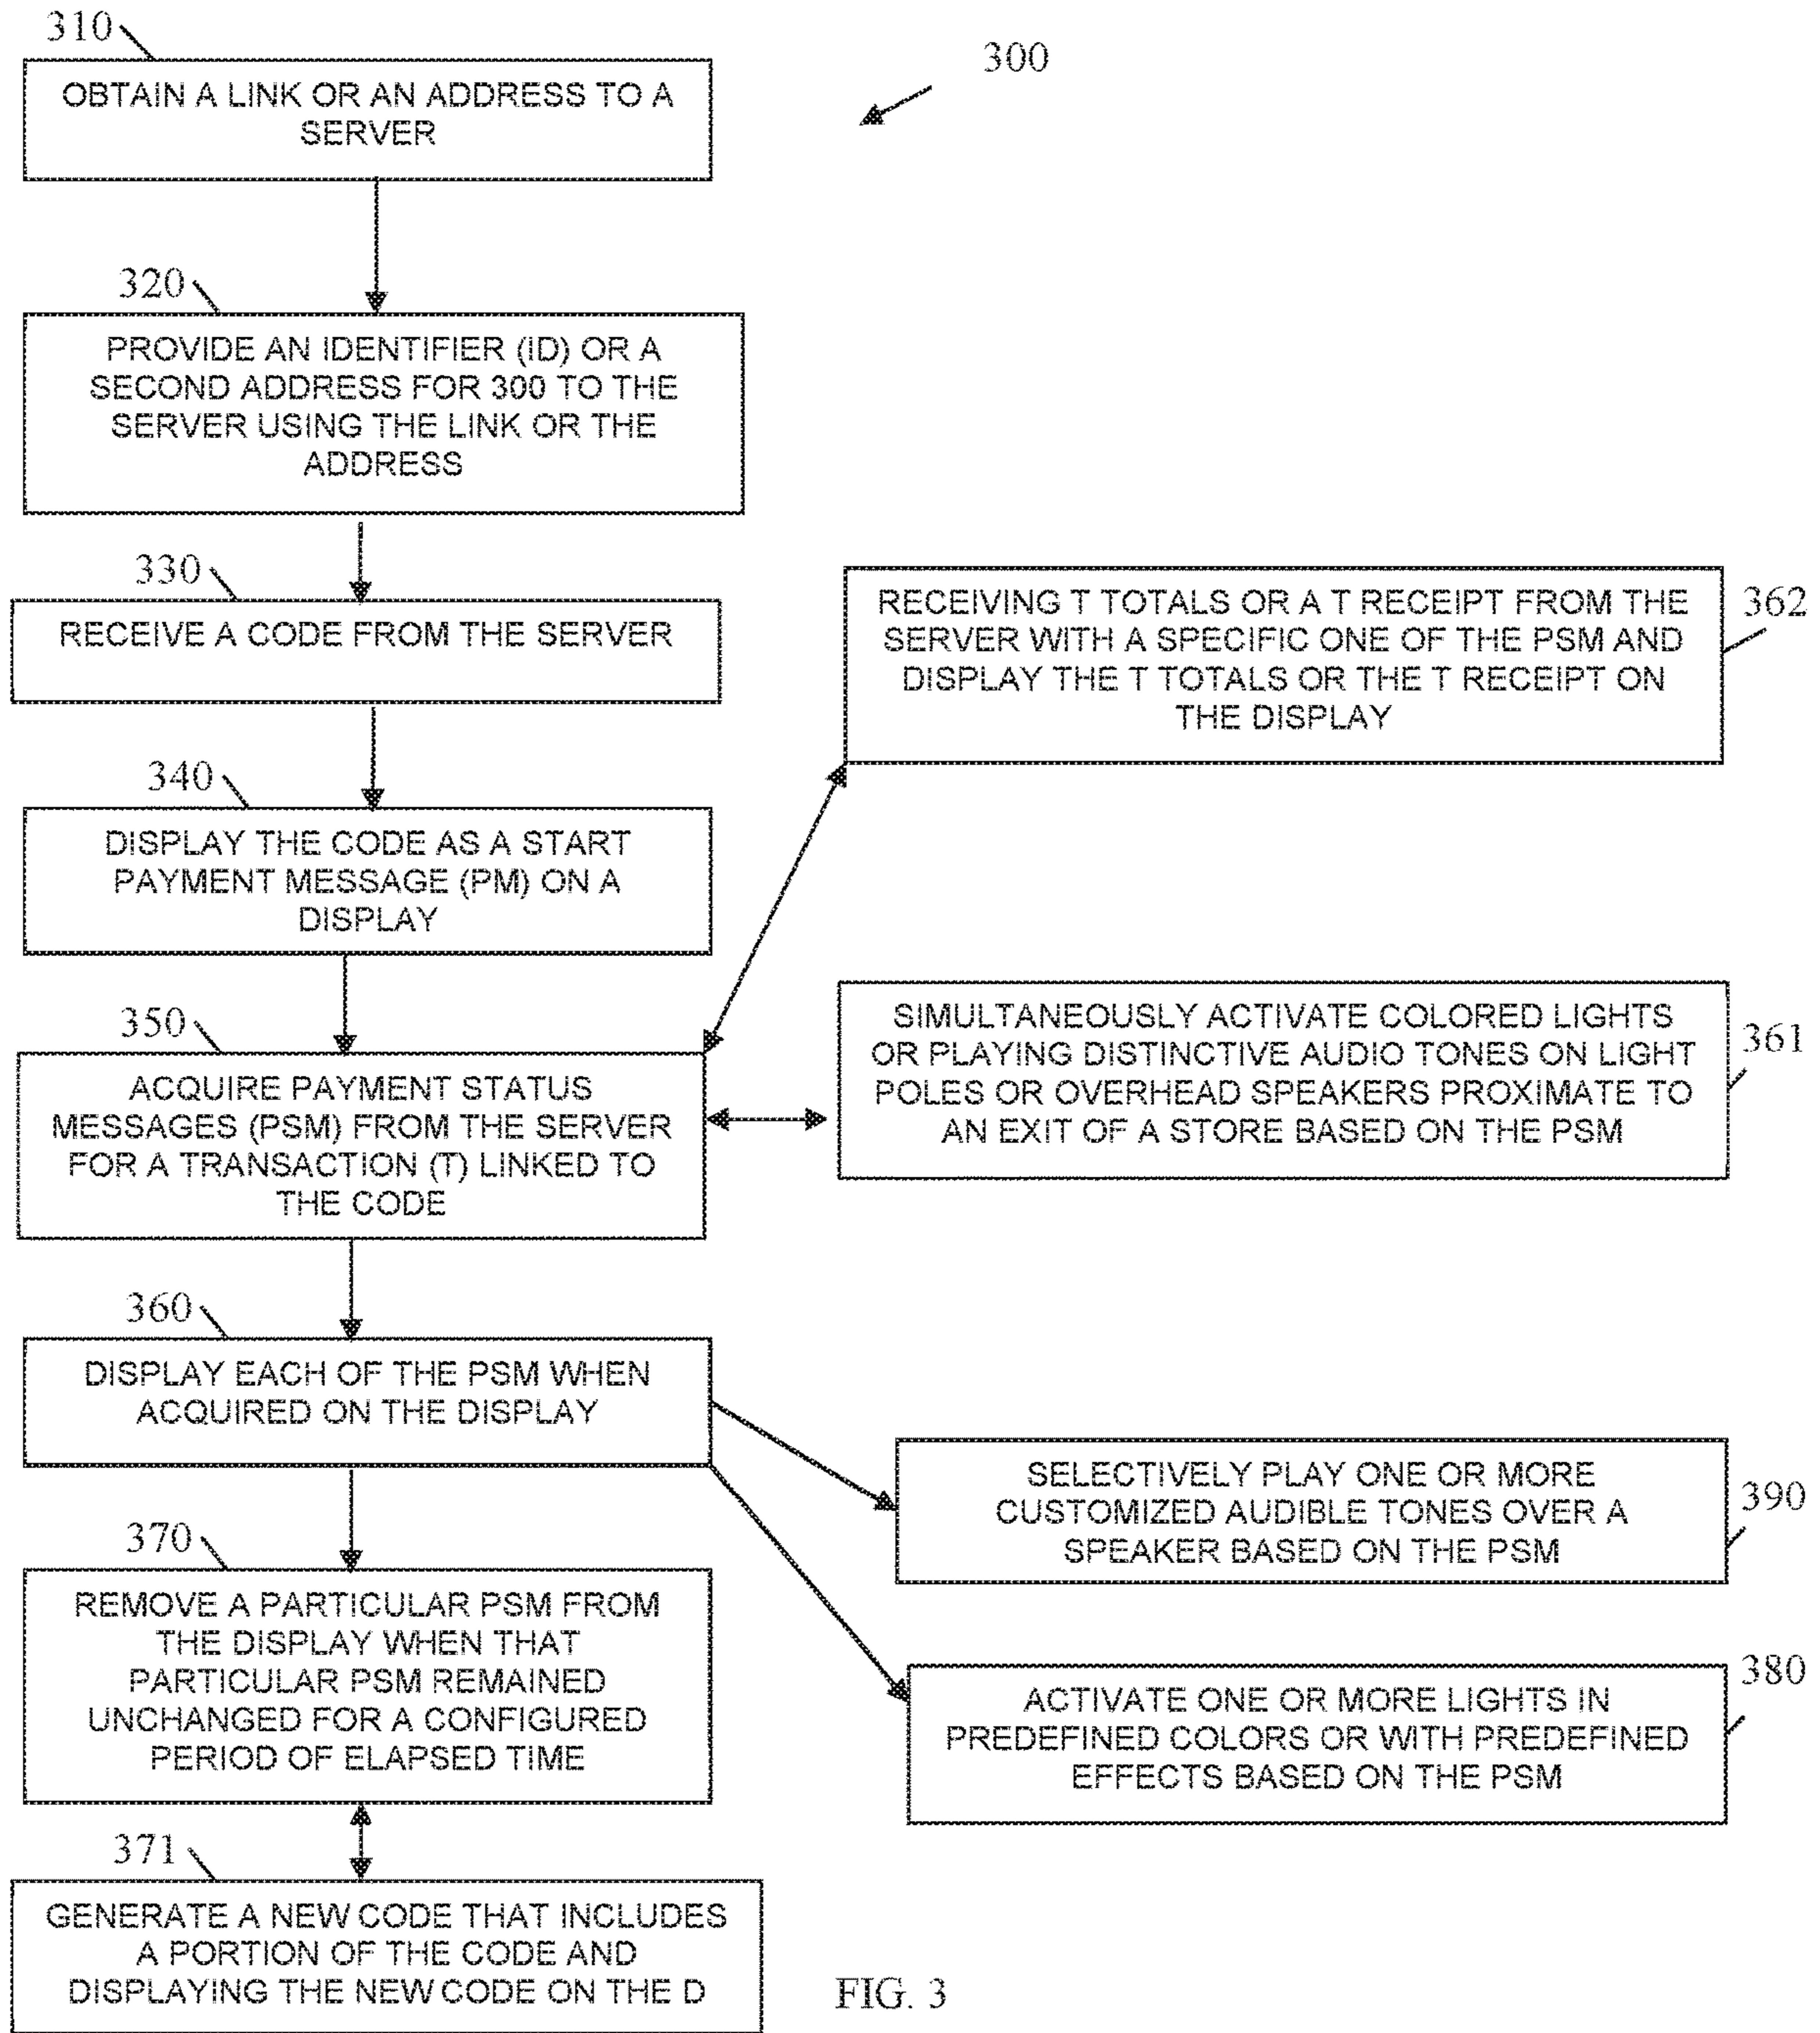 310
300
OBTAIN A LINK OR AN ADDRESS TO A
SERVER
320
PROVIDE AN IDENTIFIER (ID) OR A
SECOND ADDRESS FOR 300 TO THE
SERVER USING THE LINK OR THE
ADDRESS
330
RECEIVE A CODE FROM THE SERVER
362
RECEIVING T TOTALS OR A T RECEIPT FROM THE
SERVER WITH A SPECIFIC ONE OF THE PSM AND
DISPLAY THE T TOTALS OR THE T RECEIPT ON
THE DISPLAY
340
DISPLAY THE CODE AS A START
PAYMENT MESSAGE (PM) ON A
DISPLAY
350
ACQUIRE PAYMENT STATUS
MESSAGES (PSM) FROM THE SERVER
FOR A TRANSACTION (T) LINKED TO
THE CODE
361
SIMULTANEOUSLY ACTIVATE COLORED LIGHTS
OR PLAYING DISTINCTIVE AUDIO TONES ON LIGHT
POLES OR OVERHEAD SPEAKERS PROXIMATE TO
AN EXIT OF A STORE BASED ON THE PSM
360
DISPLAY EACH OF THE PSM WHEN
ACQUIRED ON THE DISPLAY
390
SELECTIVELY PLAY ONE OR MORE
CUSTOMIZED AUDIBLE TONES OVER A
SPEAKER BASED ON THE PSM
370
REMOVE A PARTICULAR PSM FROM
THE DISPLAY WHEN THAT
PARTICULAR PSM REMAINED
UNCHANGED FOR A CONFIGURED
PERIOD OF ELAPSED TIME
380
ACTIVATE ONE OR MORE LIGHTS IN
PREDEFINED COLORS OR WITH PREDEFINED
EFFECTS BASED ON THE PSM
371
GENERATE A NEW CODE THAT INCLUDES
A PORTION OF THE CODE AND
DISPLAYING THE NEW CODE ON THE D
FIG. 3